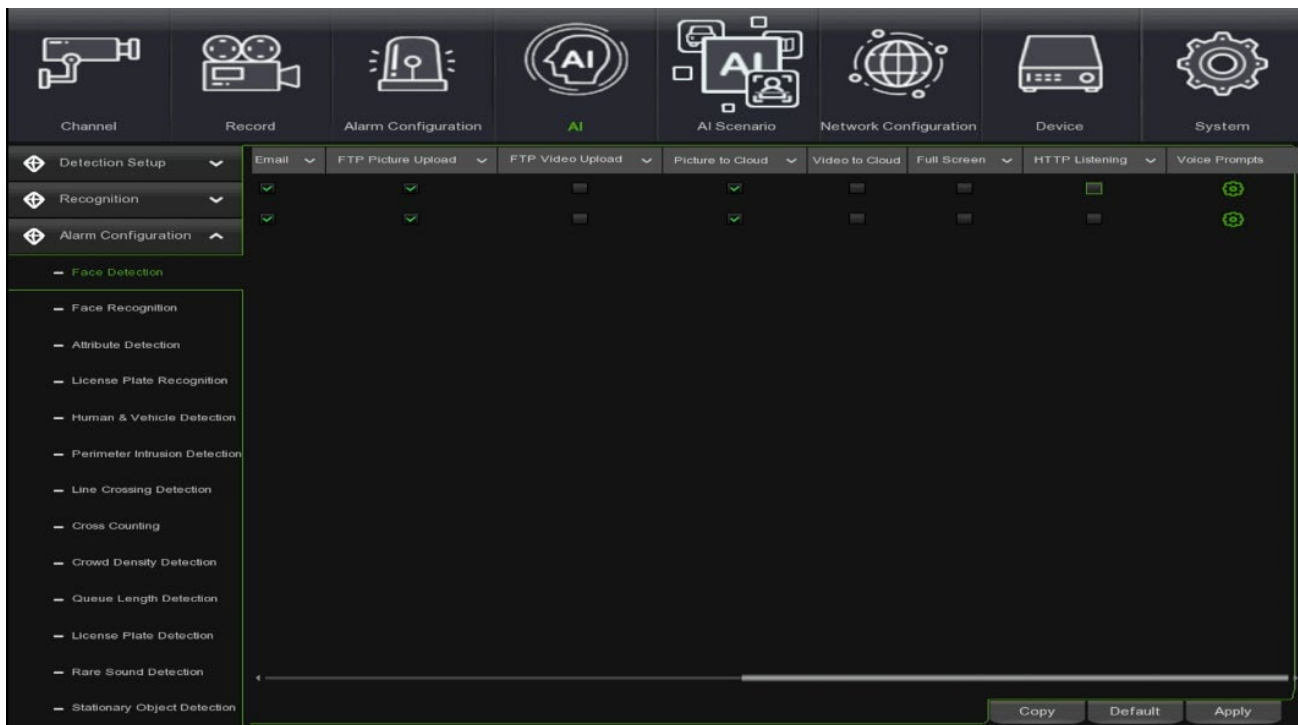 AI
AI
Channel
Record
Alarm Configuration
AI
AI Scenario
Network Configuration
Device
System
Detection Setup
Email
FTP Picture Upload
FTP Video Upload
Picture to Cloud
Video to Cloud
Full Screen
HTTP Listening
Voice Prompts
Recognition
Alarm Configuration
Face Detection
Face Recognition
Attribute Detection
License Plate Recognition
Human & Vehicle Detection
Perimeter Intrusion Detection
Line Crossing Detection
Cross Counting
Crowd Density Detection
Queue Length Detection
License Plate Detection
Rare Sound Detection
Stationary Object Detection
Copy
Default
Apply